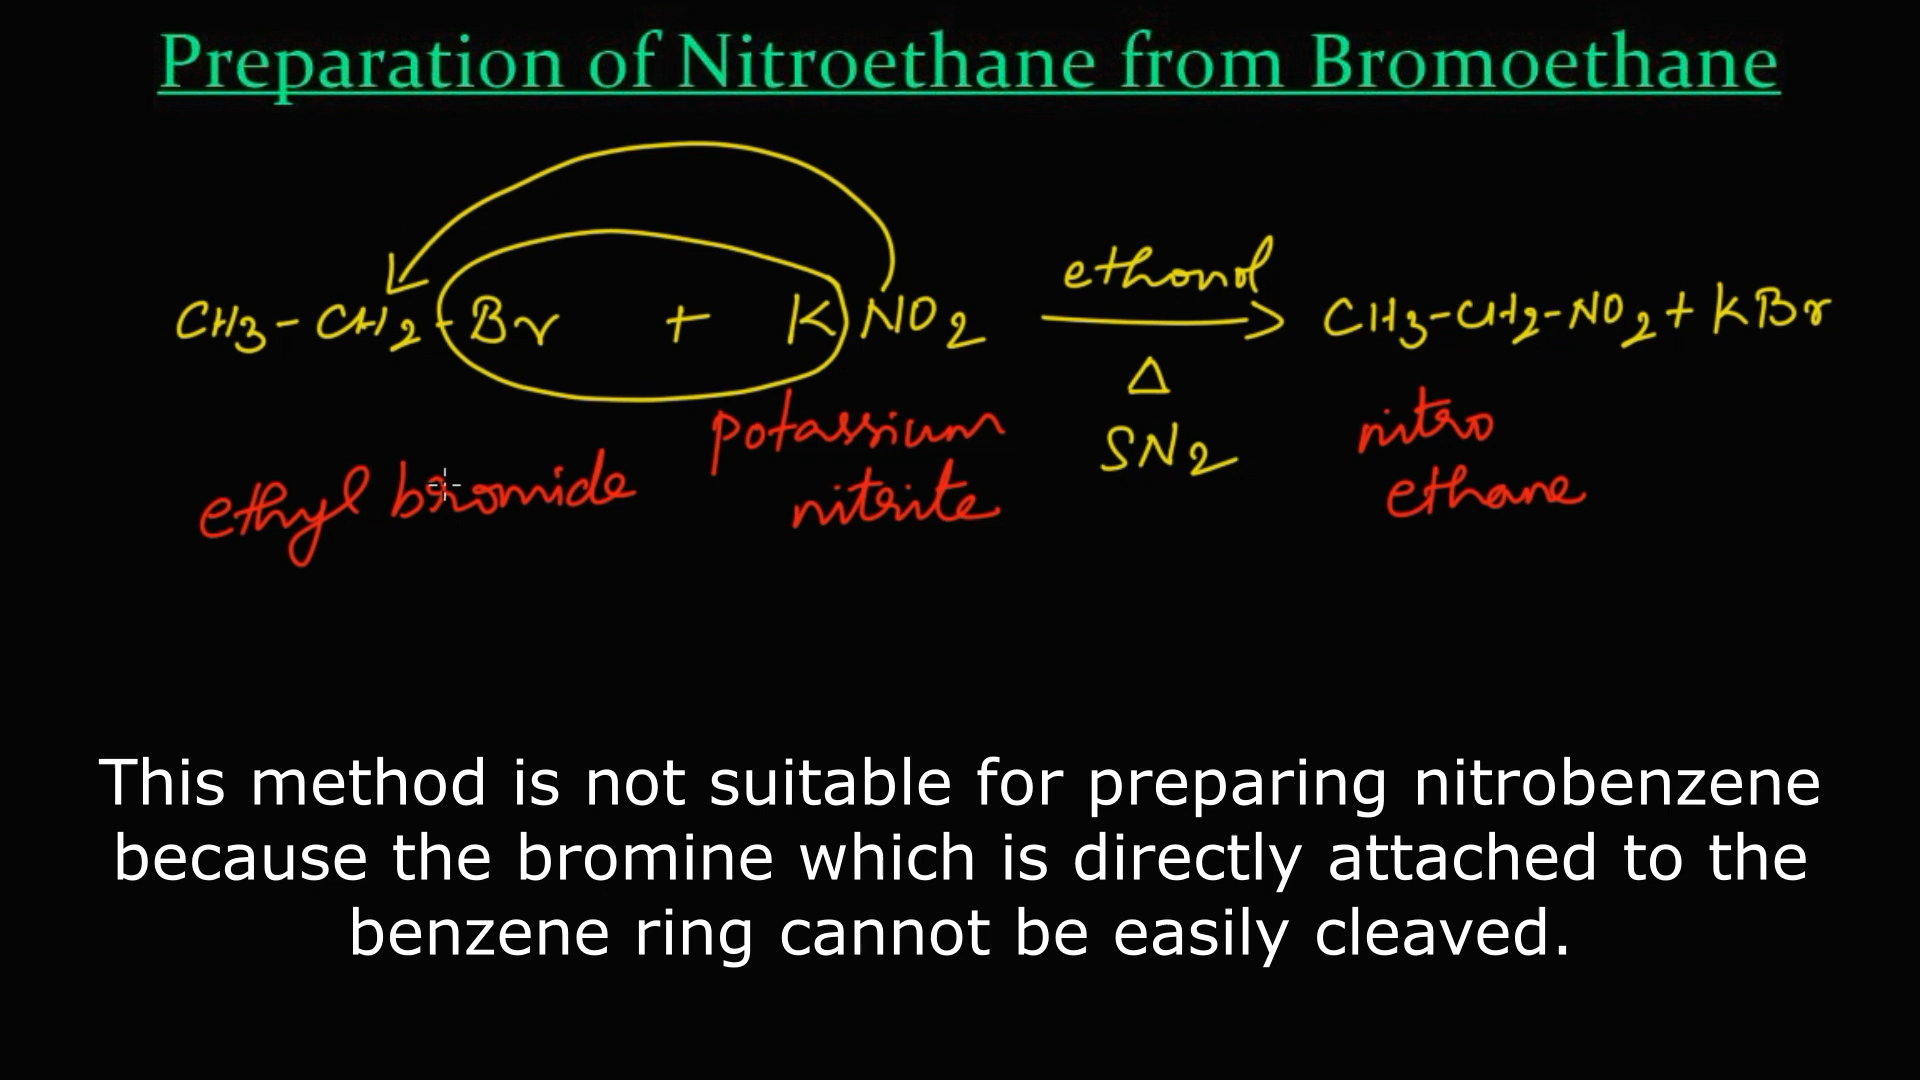 Preparation of Nitroethane from Bromoethane
CH3-CH2-Br + KNO2 ethanol CH3-CH2-NO2 + KBr
Δ
SN2
ethyl bromide potassium nitrite nitro ethane
This method is not suitable for preparing nitrobenzene
because the bromine which is directly attached to the
benzene ring cannot be easily cleaved.